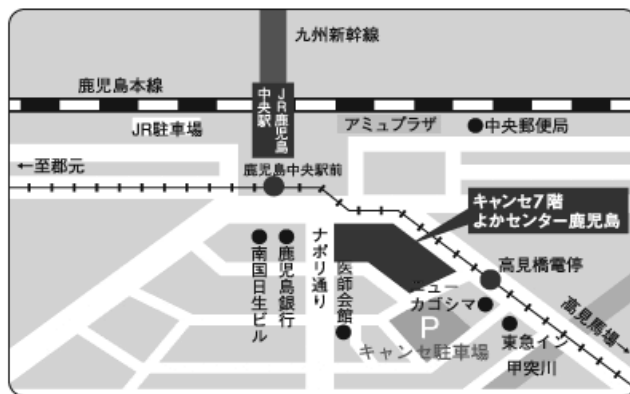 九州新幹線
鹿児島本線
JR鹿児島
中央駅
JR駐車場
アミュプラザ
中央郵便局
←至郡元
鹿児島中央駅前
キャンセ7階
よかセンター鹿児島
南国日生ビル
鹿児島銀行
ナポリ通り
医師会館
高見橋電停
ニュー
カゴシマ
高見馬場→
P
キャンセ駐車場
東急イン
甲突川